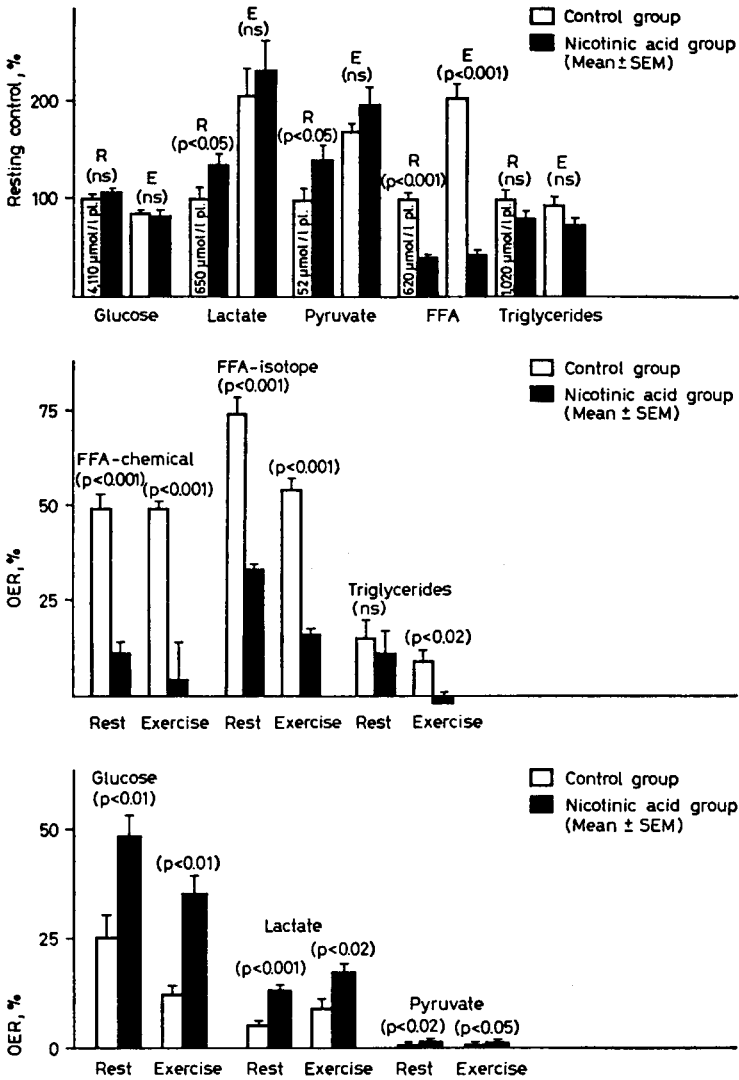 Control group
Nicotinic acid group
(Mean ± SEM)
Resting control, %
200
100
R
(ns)
E
(ns)
R
(p<0.05)
E
(ns)
R
(p<0.05)
E
(ns)
R
(p<0.001)
E
(p<0.001)
R
(ns)
E
(ns)
4,110 µmol/l pl.
650 µmol/l pl.
52 µmol/l pl.
620 µmol/l pl.
1,020 µmol/l pl.
Glucose
Lactate
Pyruvate
FFA
Triglycerides
Control group
Nicotinic acid group
(Mean ± SEM)
OER, %
75
50
25
FFA-chemical
(p<0.001)
(p<0.001)
FFA-isotope
(p<0.001)
(p<0.001)
Triglycerides
(ns)
(p<0.02)
Rest
Exercise
Rest
Exercise
Rest
Exercise
Control group
Nicotinic acid group
(Mean ± SEM)
OER, %
50
25
0
Glucose
(p<0.01)
(p<0.01)
Lactate
(p<0.001)
(p<0.02)
Pyruvate
(p<0.02)
(p<0.05)
Rest
Exercise
Rest
Exercise
Rest
Exercise